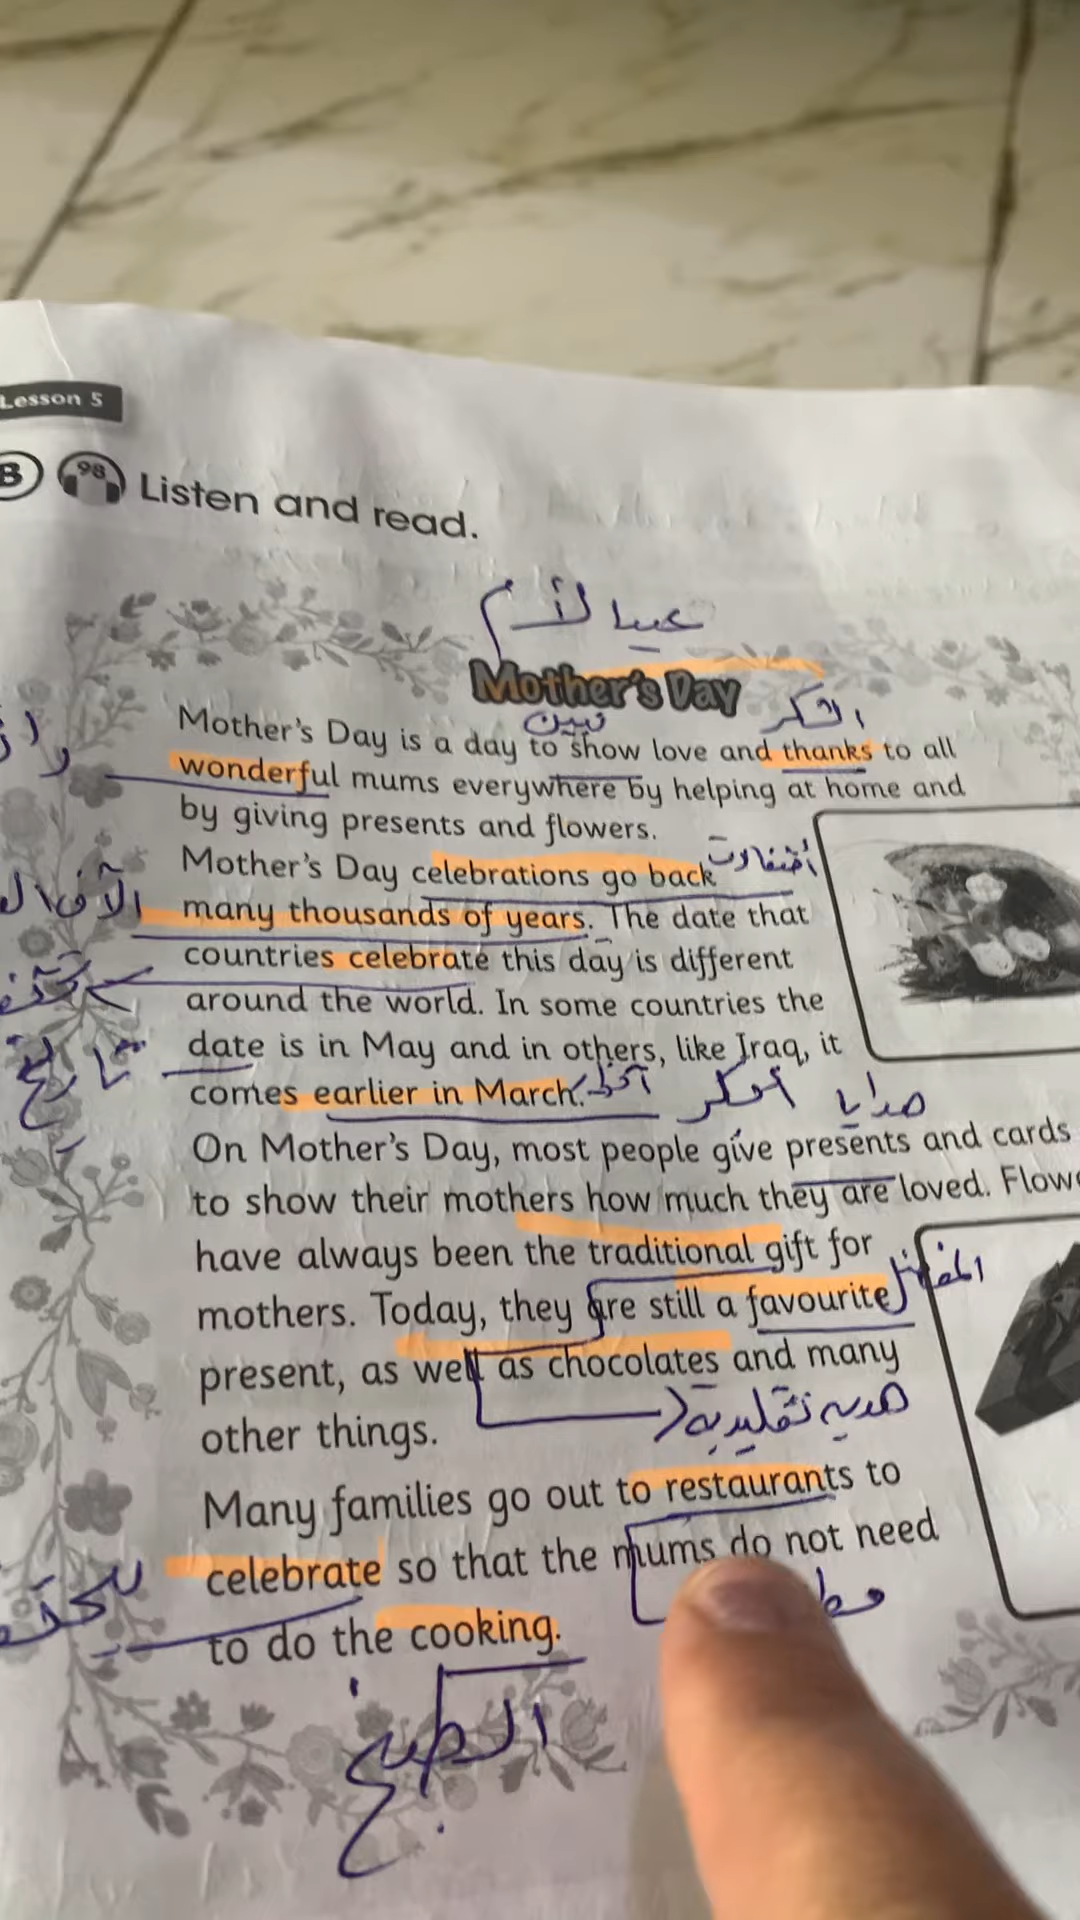 Lesson 5
B 98 Listen and read.
عيد الأم
Mother's Day
نبين الشكر
Mother's Day is a day to show love and thanks to all
wonderful mums everywhere by helping at home and
by giving presents and flowers.
Mother's Day celebrations go back
many thousands of years. The date that
countries celebrate this day is different
around the world. In some countries the
تاريخ
date is in May and in others, like Iraq, it
comes earlier in March.
هدايا
On Mother's Day, most people give presents and cards
to show their mothers how much they are loved.
have always been the traditional gift for
mothers. Today, they are still a favourite
present, as well as chocolates and many
هديه تقليدية
other things.
Many families go out to restaurants to
celebrate so that the mums do not need
to do the cooking.
الطبخ